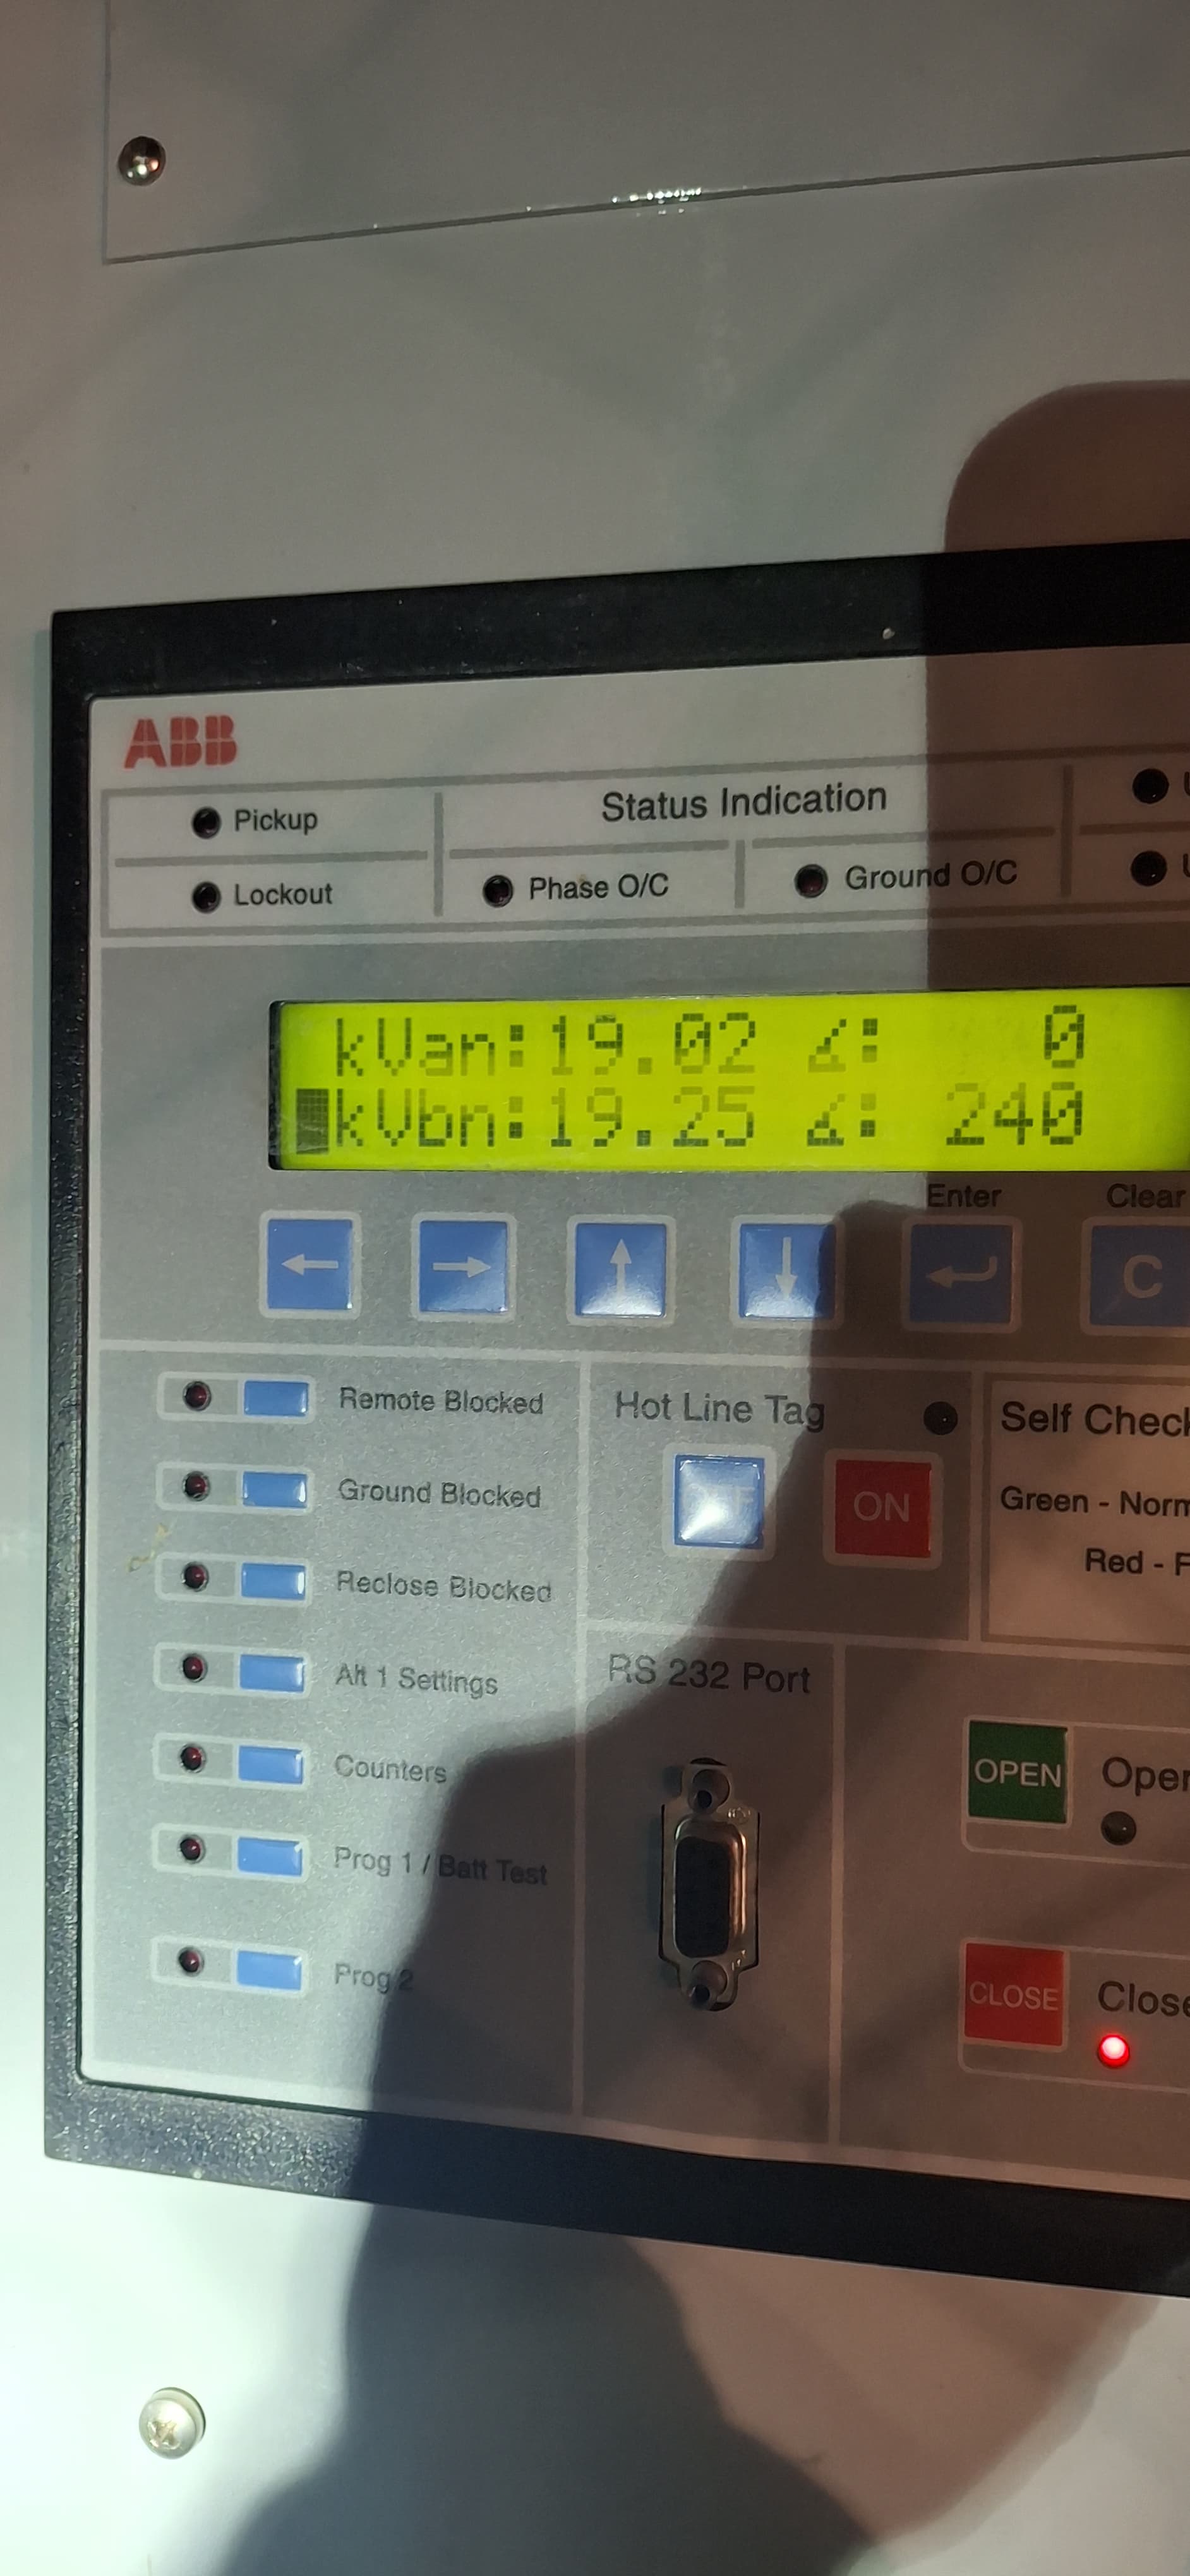 ABB
Pickup
Status Indication
Lockout
Phase O/C
Ground O/C
kVan:19.02 ∠: 0
kVbn:19.25 ∠: 240
Enter
Clear
C
Remote Blocked
Hot Line Tag
Self Check
ON
Ground Blocked
Green - Norm
Red - F
Reclose Blocked
Alt 1 Settings
RS 232 Port
Counters
OPEN
Open
Prog 1 / Batt Test
Prog 2
CLOSE
Close